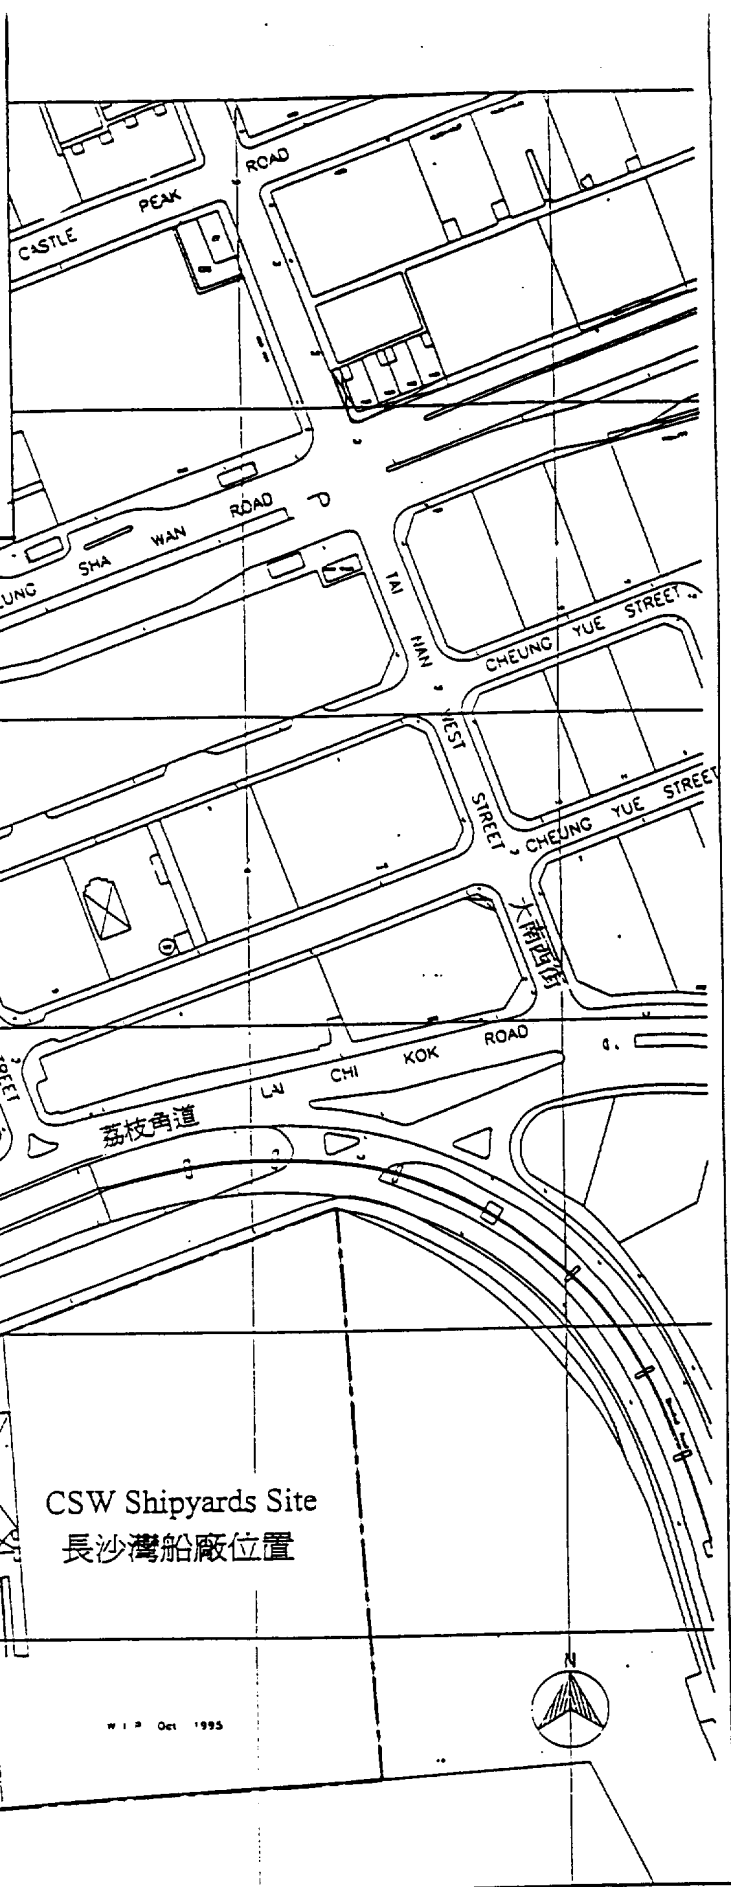 CASTLE PEAK ROAD
UNG SHA WAN ROAD
TAI NAN WEST STREET
CHEUNG YUE STREET
CHEUNG YUE STREET
大南西街
REET
LAI CHI KOK ROAD
荔枝角道
CSW Shipyards Site
長沙灣船廠位置
N
W I P Oct 1995